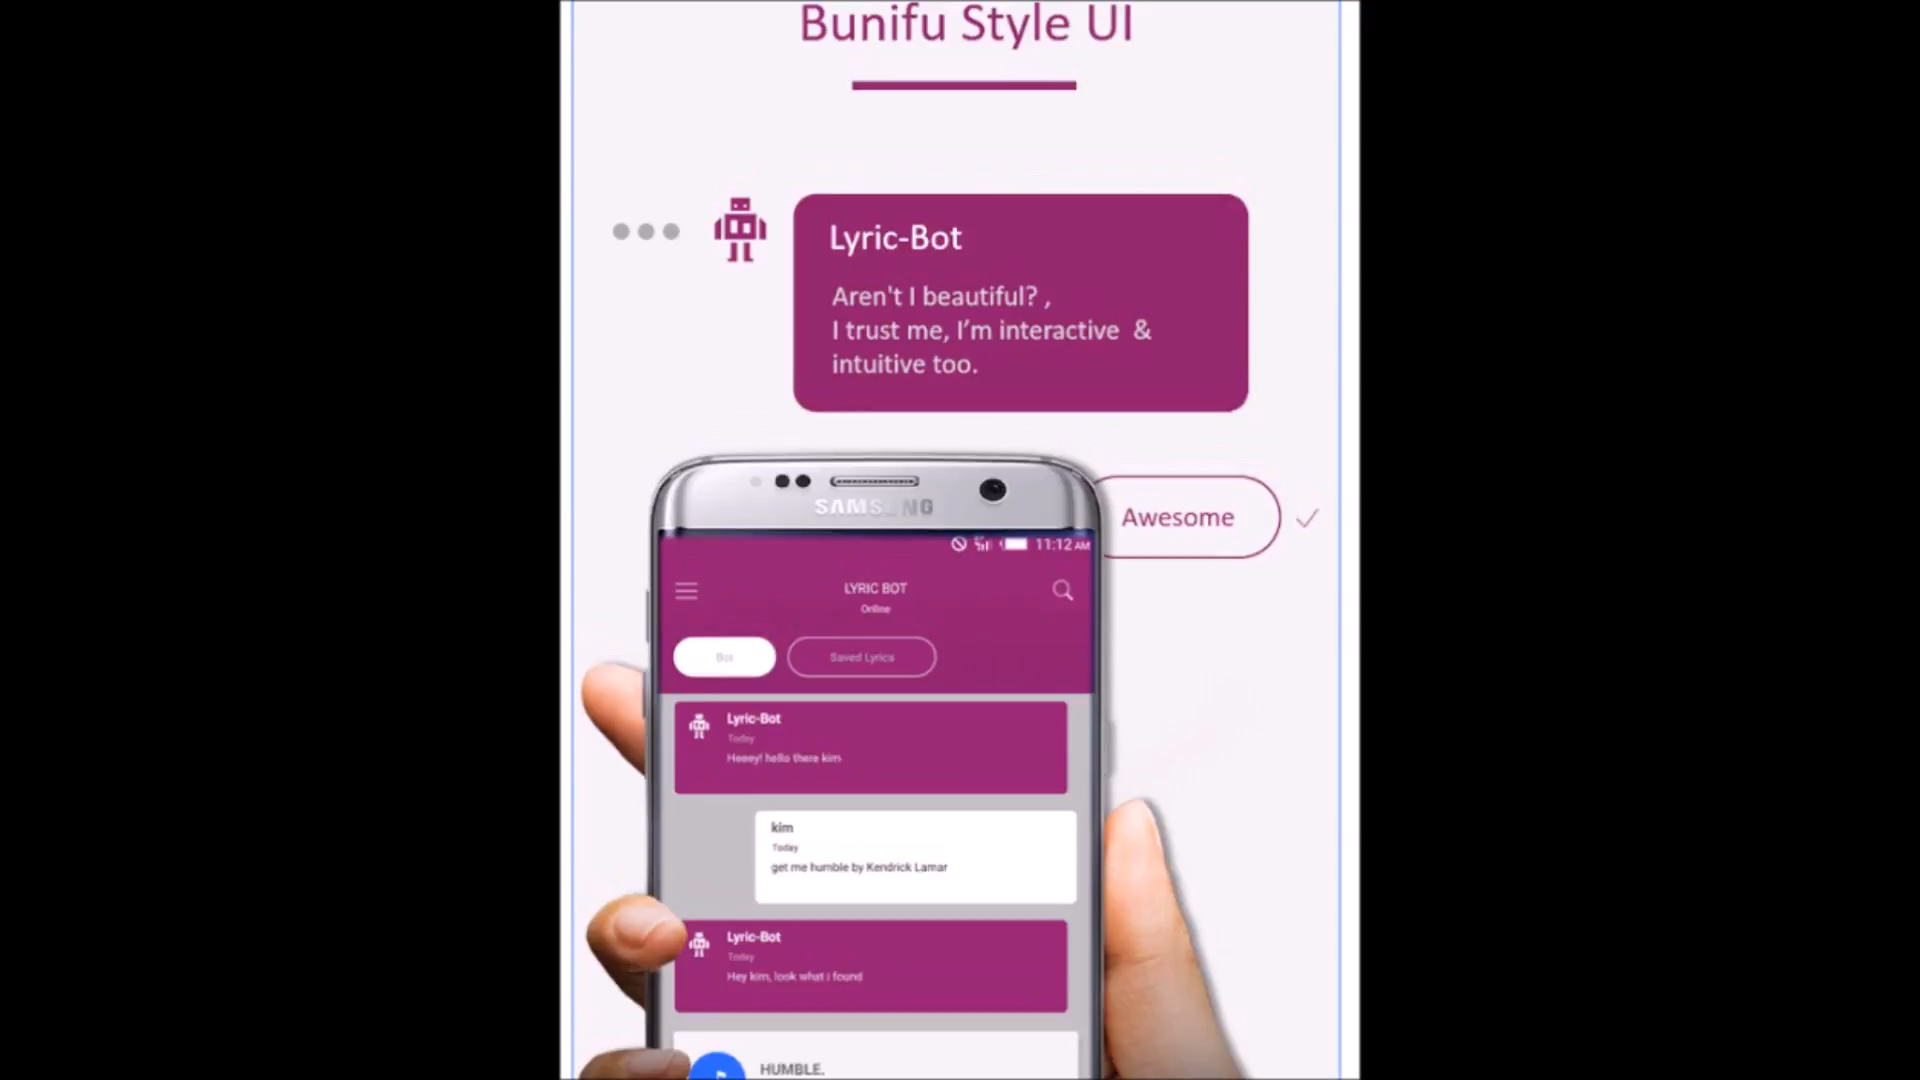 Bunifu Style UI
Lyric-Bot
Aren't I beautiful? ,
I trust me, I'm interactive &
intuitive too.
Awesome
SAMSUNG
11:12 AM
LYRIC BOT
Online
Bot
Saved Lyrics
Lyric-Bot
Today
Heeey! hello there kim
kim
Today
get me humble by Kendrick Lamar
Lyric-Bot
Today
Hey kim, look what i found
HUMBLE.